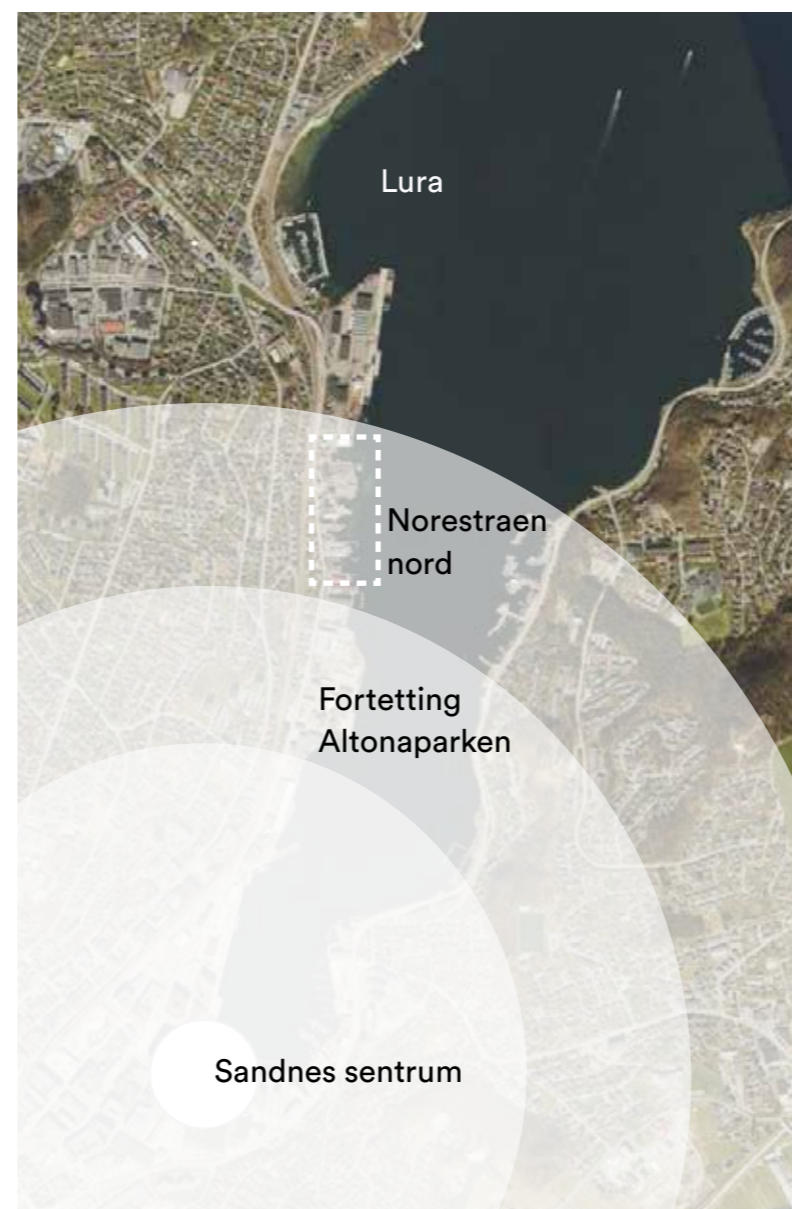 Lura
Norestraen
nord
Fortetting
Altonaparken
Sandnes sentrum